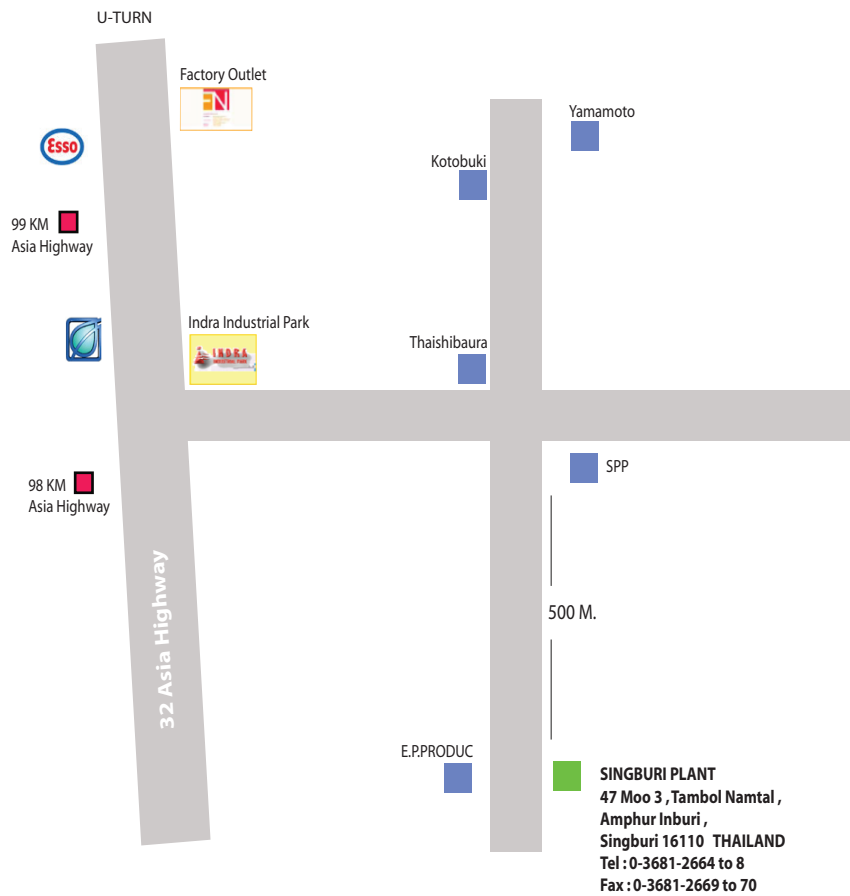 U-TURN
Factory Outlet
FN
Esso
Yamamoto
Kotobuki
99 KM
Asia Highway
Indra Industrial Park
INDRA
Thaishibaura
98 KM
Asia Highway
SPP
32 Asia Highway
500 M.
E.P.PRODUC
SINGBURI PLANT
47 Moo 3 , Tambol Namtal ,
Amphur Inburi ,
Singburi 16110 THAILAND
Tel : 0-3681-2664 to 8
Fax : 0-3681-2669 to 70